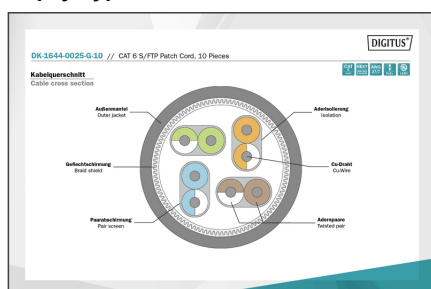 DIGITUS®
DK-1644-0025-G-10 // CAT 6 S/FTP Patch Cord, 10 Pieces
Kabelquerschnitt
Cable cross section
Außenmantel
Outer jacket
Aderisolierung
Isolation
Geflechtschirmung
Braid shield
Cu-Draht
Cu-Wire
Paarabschirmung
Pair screen
Adernpaare
Twisted pair